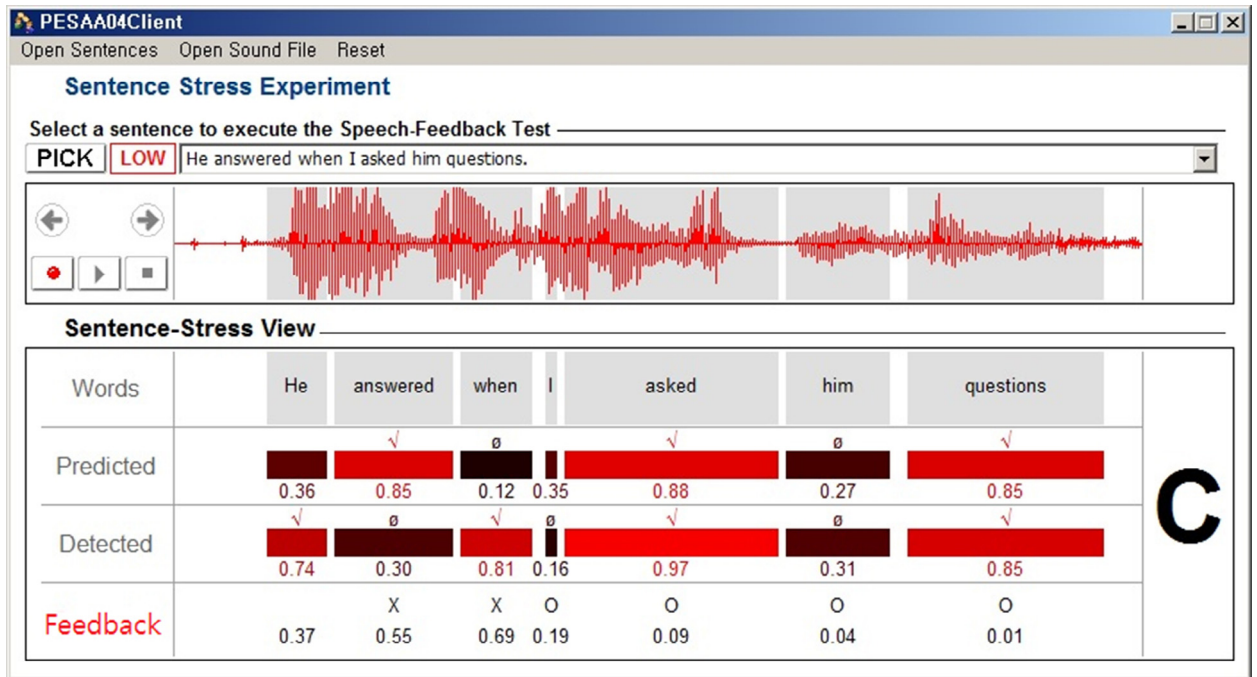 PESAA04Client
Open Sentences Open Sound File Reset
Sentence Stress Experiment
Select a sentence to execute the Speech-Feedback Test
PICK LOW He answered when I asked him questions.
Sentence-Stress View
Words He answered when I asked him questions
√ ø √ ø √
Predicted
0.36 0.85 0.12 0.35 0.88 0.27 0.85
√ ø √ ø √ ø √
Detected
0.74 0.30 0.81 0.16 0.97 0.31 0.85
X X O O O O
Feedback
0.37 0.55 0.69 0.19 0.09 0.04 0.01
C